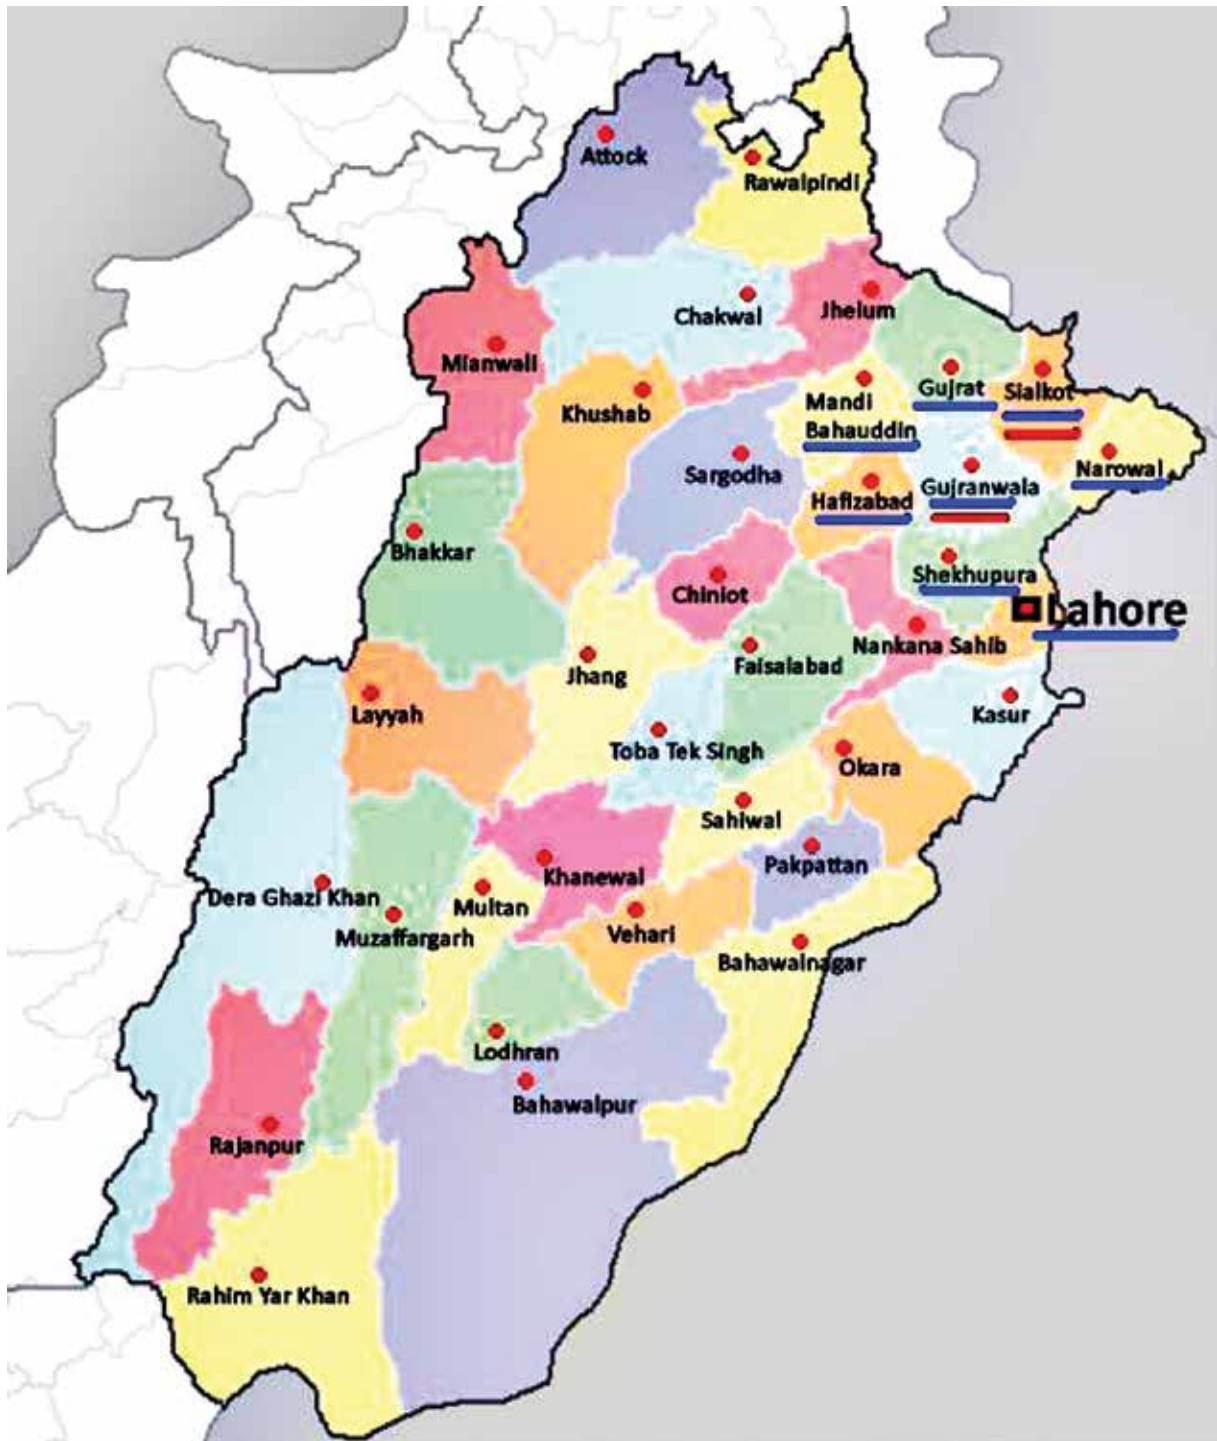 Attock
Rawalpindi
Chakwal
Jhelum
Mianwali
Khushab
Mandi
Bahauddin
Gujrat
Sialkot
Sargodha
Hafizabad
Gujranwala
Narowal
Bhakkar
Chiniot
Shekhupura
Lahore
Jhang
Faisalabad
Nankana Sahib
Layyah
Toba Tek Singh
Kasur
Okara
Sahiwal
Pakpattan
Dera Ghazi Khan
Muzaffargarh
Multan
Khanewal
Vehari
Bahawalnagar
Lodhran
Bahawalpur
Rajanpur
Rahim Yar Khan